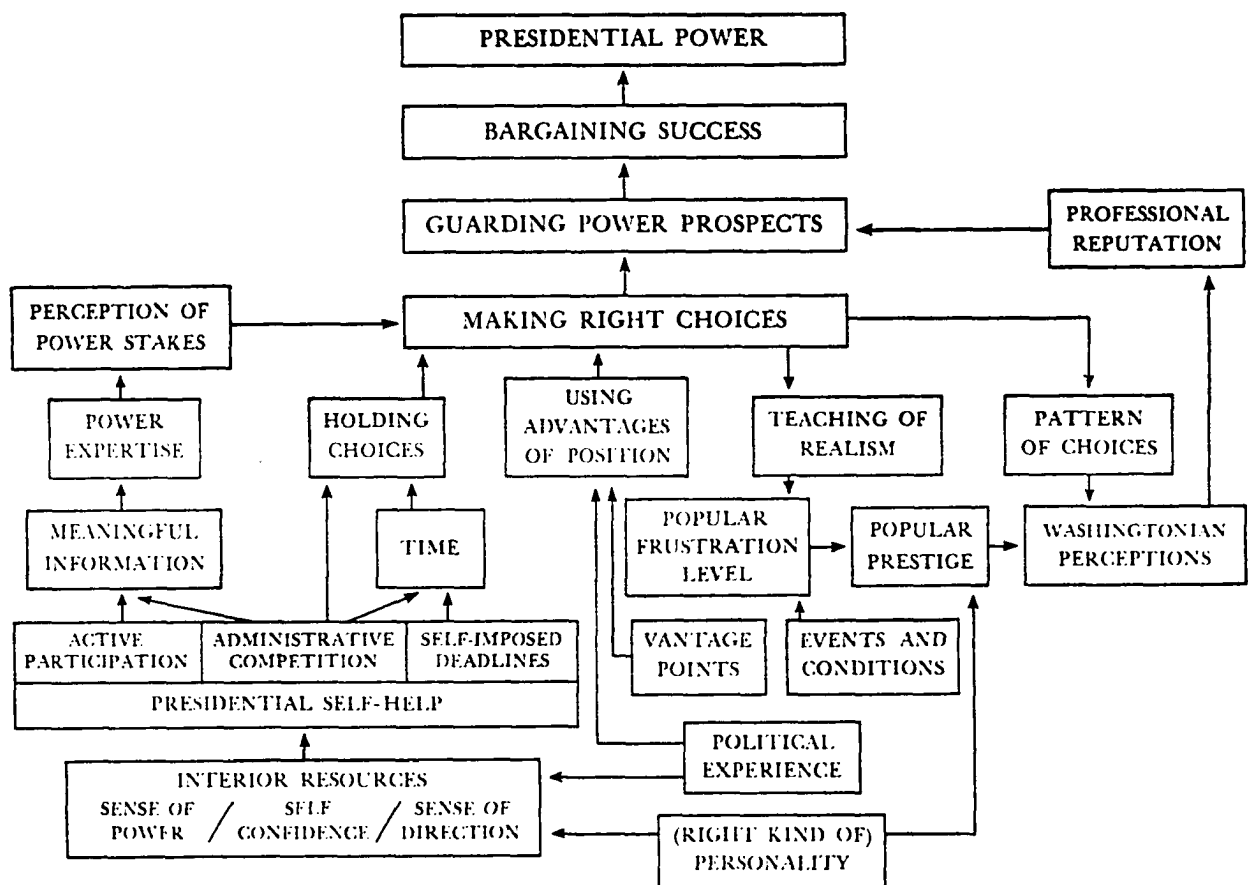 PRESIDENTIAL POWER
BARGAINING SUCCESS
GUARDING POWER PROSPECTS
PROFESSIONAL
REPUTATION
PERCEPTION OF
POWER STAKES
MAKING RIGHT CHOICES
POWER
EXPERTISE
HOLDING
CHOICES
USING
ADVANTAGES
OF POSITION
TEACHING OF
REALISM
PATTERN
OF CHOICES
MEANINGFUL
INFORMATION
TIME
POPULAR
FRUSTRATION
LEVEL
POPULAR
PRESTIGE
WASHINGTONIAN
PERCEPTIONS
ACTIVE
PARTICIPATION
ADMINISTRATIVE
COMPETITION
SELF-IMPOSED
DEADLINES
PRESIDENTIAL SELF-HELP
VANTAGE
POINTS
EVENTS AND
CONDITIONS
POLITICAL
EXPERIENCE
INTERIOR RESOURCES
SENSE OF
POWER
/
SELF
CONFIDENCE
/
SENSE OF
DIRECTION
(RIGHT KIND OF)
PERSONALITY